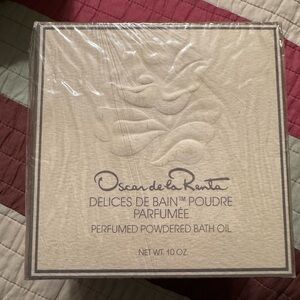 Oscar de la Renta
DELICES DE BAIN™ POUDRE
PARFUMÉE
PERFUMED POWDERED BATH OIL
NET WT. 10 OZ.